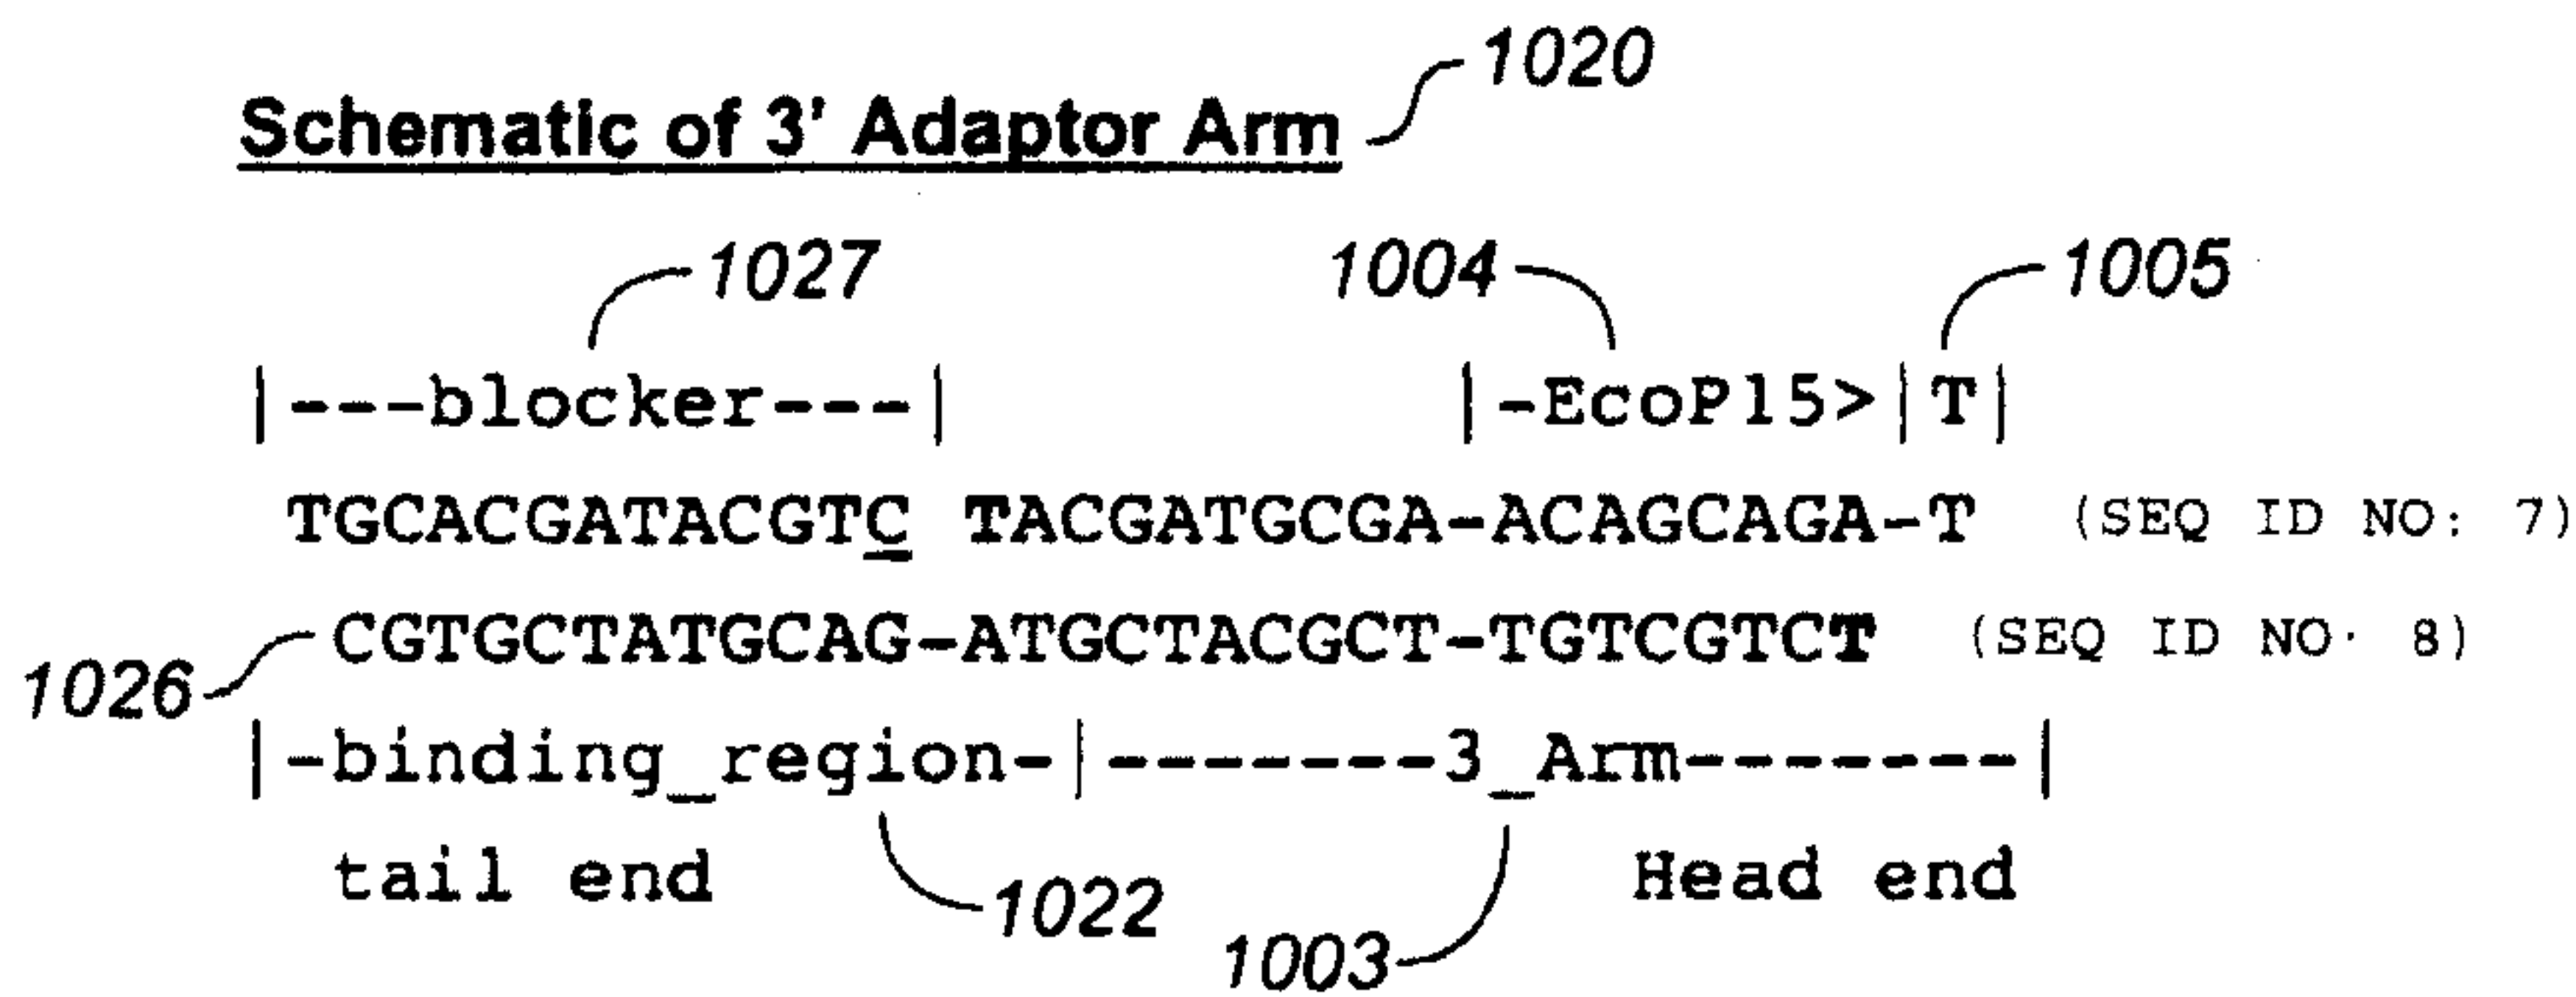 1020
Schematic of 3' Adaptor Arm
1027 1004 1005
|---blocker---| |-EcoP15>|T|
TGCACGATACGTC TACGATGCGA-ACAGCAGA-T (SEQ ID NO: 7)
CGTGCTATGCAG-ATGCTACGCT-TGTCGTCT (SEQ ID NO· 8)
1026
|-binding_region-|-------3_Arm-------|
tail end Head end
1022
1003